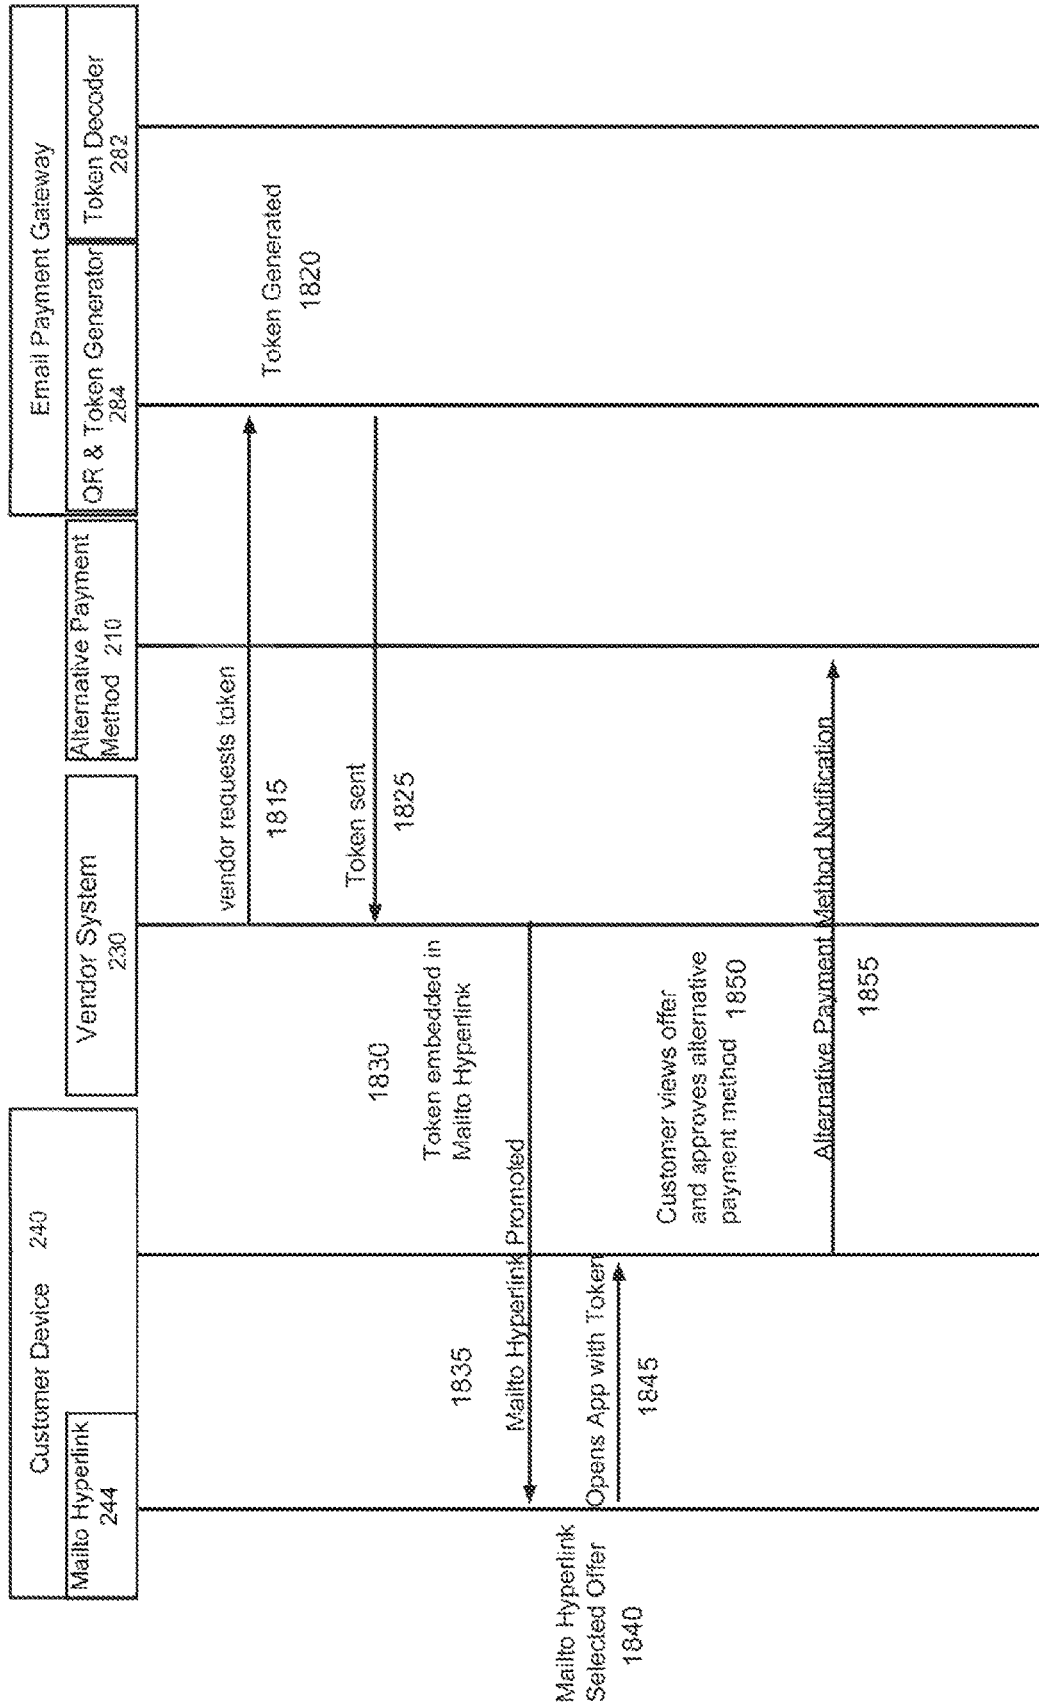 Customer Device 240
Mailto Hyperlink
244
Vendor System
230
Alternative Payment
Method 210
Email Payment Gateway
QR & Token Generator
284
Token Decoder
282
vendor requests token
1815
Token Generated
1820
Token sent
1825
1830
Token embedded in
Mailto Hyperlink
1835
Mailto Hyperlink Promoted
Mailto Hyperlink
Selected Offer
1840
Opens App with Token
1845
Customer views offer
and approves alternative
payment method 1850
Alternative Payment Method Notification
1855